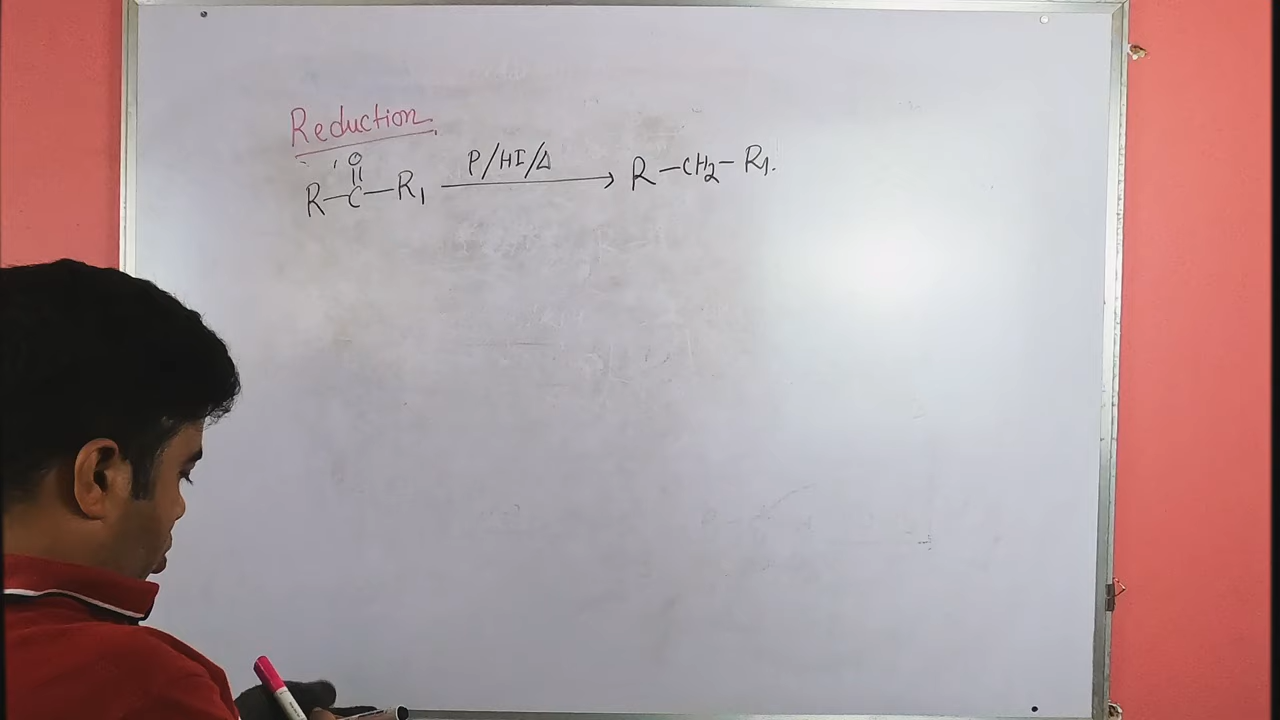 Reduction
O
R-C-R1 P/HI/Δ → R-CH2-R1.